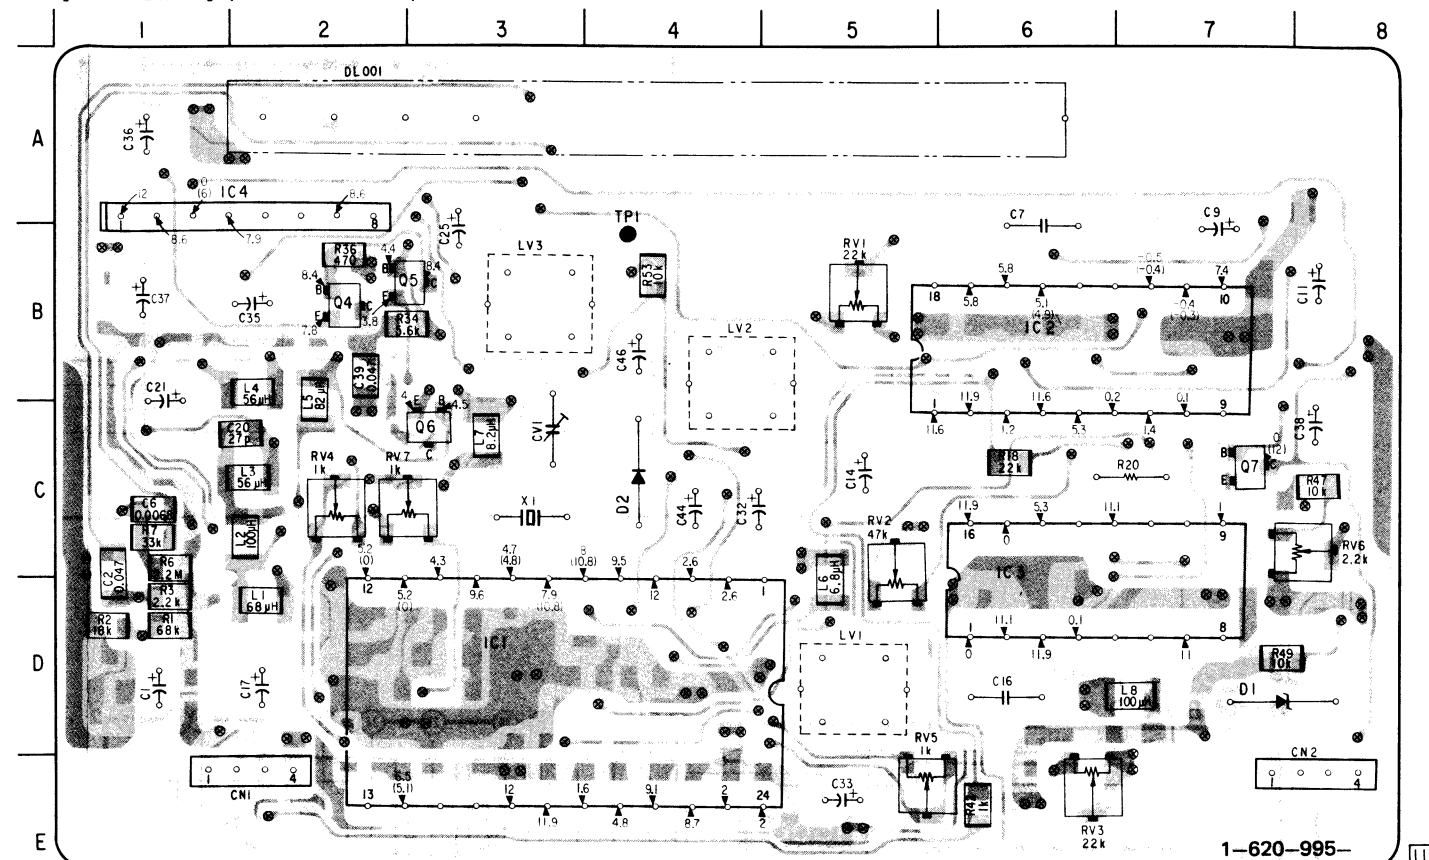 1 2 3 4 5 6 7 8
A
B
C
D
E
DL001
C36
+
0
12 (6) IC4 8.6
1 8
8.6 7.9
C25
+
TP1
C7
C9
+
R36
470
4.4
8.4
B
Q5
C
E
8.4
B
Q4
C
E
7.8
3.8
R34
5.6k
LV3
R53
10k
RV1
22k
C37
+
C35
+
C11
+
5.8
-0.5
(-0.4)
7.4
18 5.8 5.1
(4.9)
-0.4
(-0.3)
10
IC2
LV2
C46
+
C39
0.047
C21
+
L4
56μH
L5
82μH
4
E
B
4.5
Q6
C
L7
8.2μH
CV1
1 11.9 11.6 0.2 0.1 9
11.6 1.2 5.3 1.4
C38
+
C20
27p
L3
56μH
RV4
1k
RV7
1k
R18
22k
R20
0
(12)
B
Q7
C
E
R47
10k
C14
+
C6
0.0068
R7
33k
L2
100μH
X1
D2
C44
+
C32
+
RV2
47k
11.9 5.3 11.1 1
16 0 9
RV6
2.2k
C2
0.047
R6
2.2M
R3
2.2k
R2
18k
R1
68k
L1
68μH
5.2
(0)
4.3
4.7
(4.8)
8
(10.8)
9.5
2.6
12 5.2
(0)
9.6
7.9
(10.8)
12
2.6
1
IC1
L6
6.8μH
IC3
1 11.1 0.1 8
0 11.9 11
LV1
R49
10k
C1
+
C17
+
C16
L8
100μH
D1
1 4
CN1
6.5
13 (5.1) 12 1.6 9.1 2 24
11.9 4.8 8.7 2
C33
+
RV5
1k
1k
RV3
22k
CN2
1 4
1-620-995-